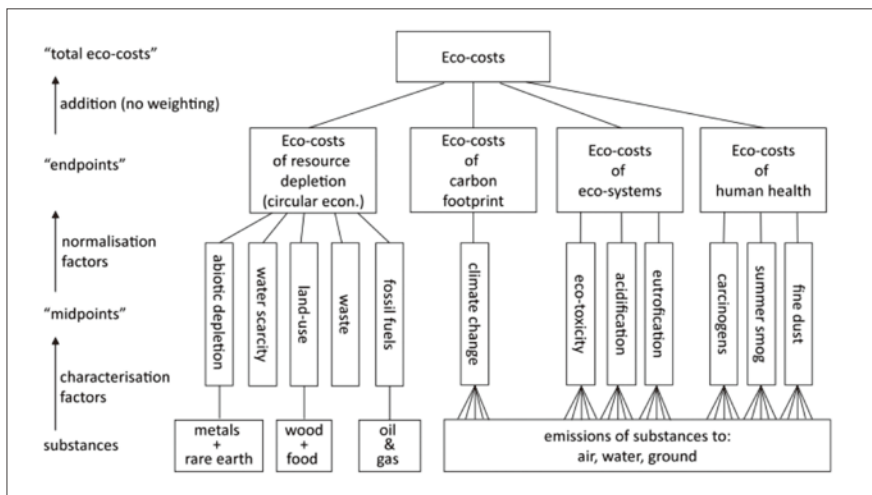 “total eco-costs”
Eco-costs
addition (no weighting)
“endpoints”
Eco-costs
of resource
depletion
(circular econ.)
Eco-costs
of
carbon
footprint
Eco-costs
of
eco-systems
Eco-costs
of
human health
normalisation
factors
abiotic depletion
water scarcity
land-use
waste
fossil fuels
climate change
eco-toxicity
acidification
eutrofication
carcinogens
summer smog
fine dust
“midpoints”
characterisation
factors
substances
metals
+
rare earth
wood
+
food
oil
&
gas
emissions of substances to:
air, water, ground